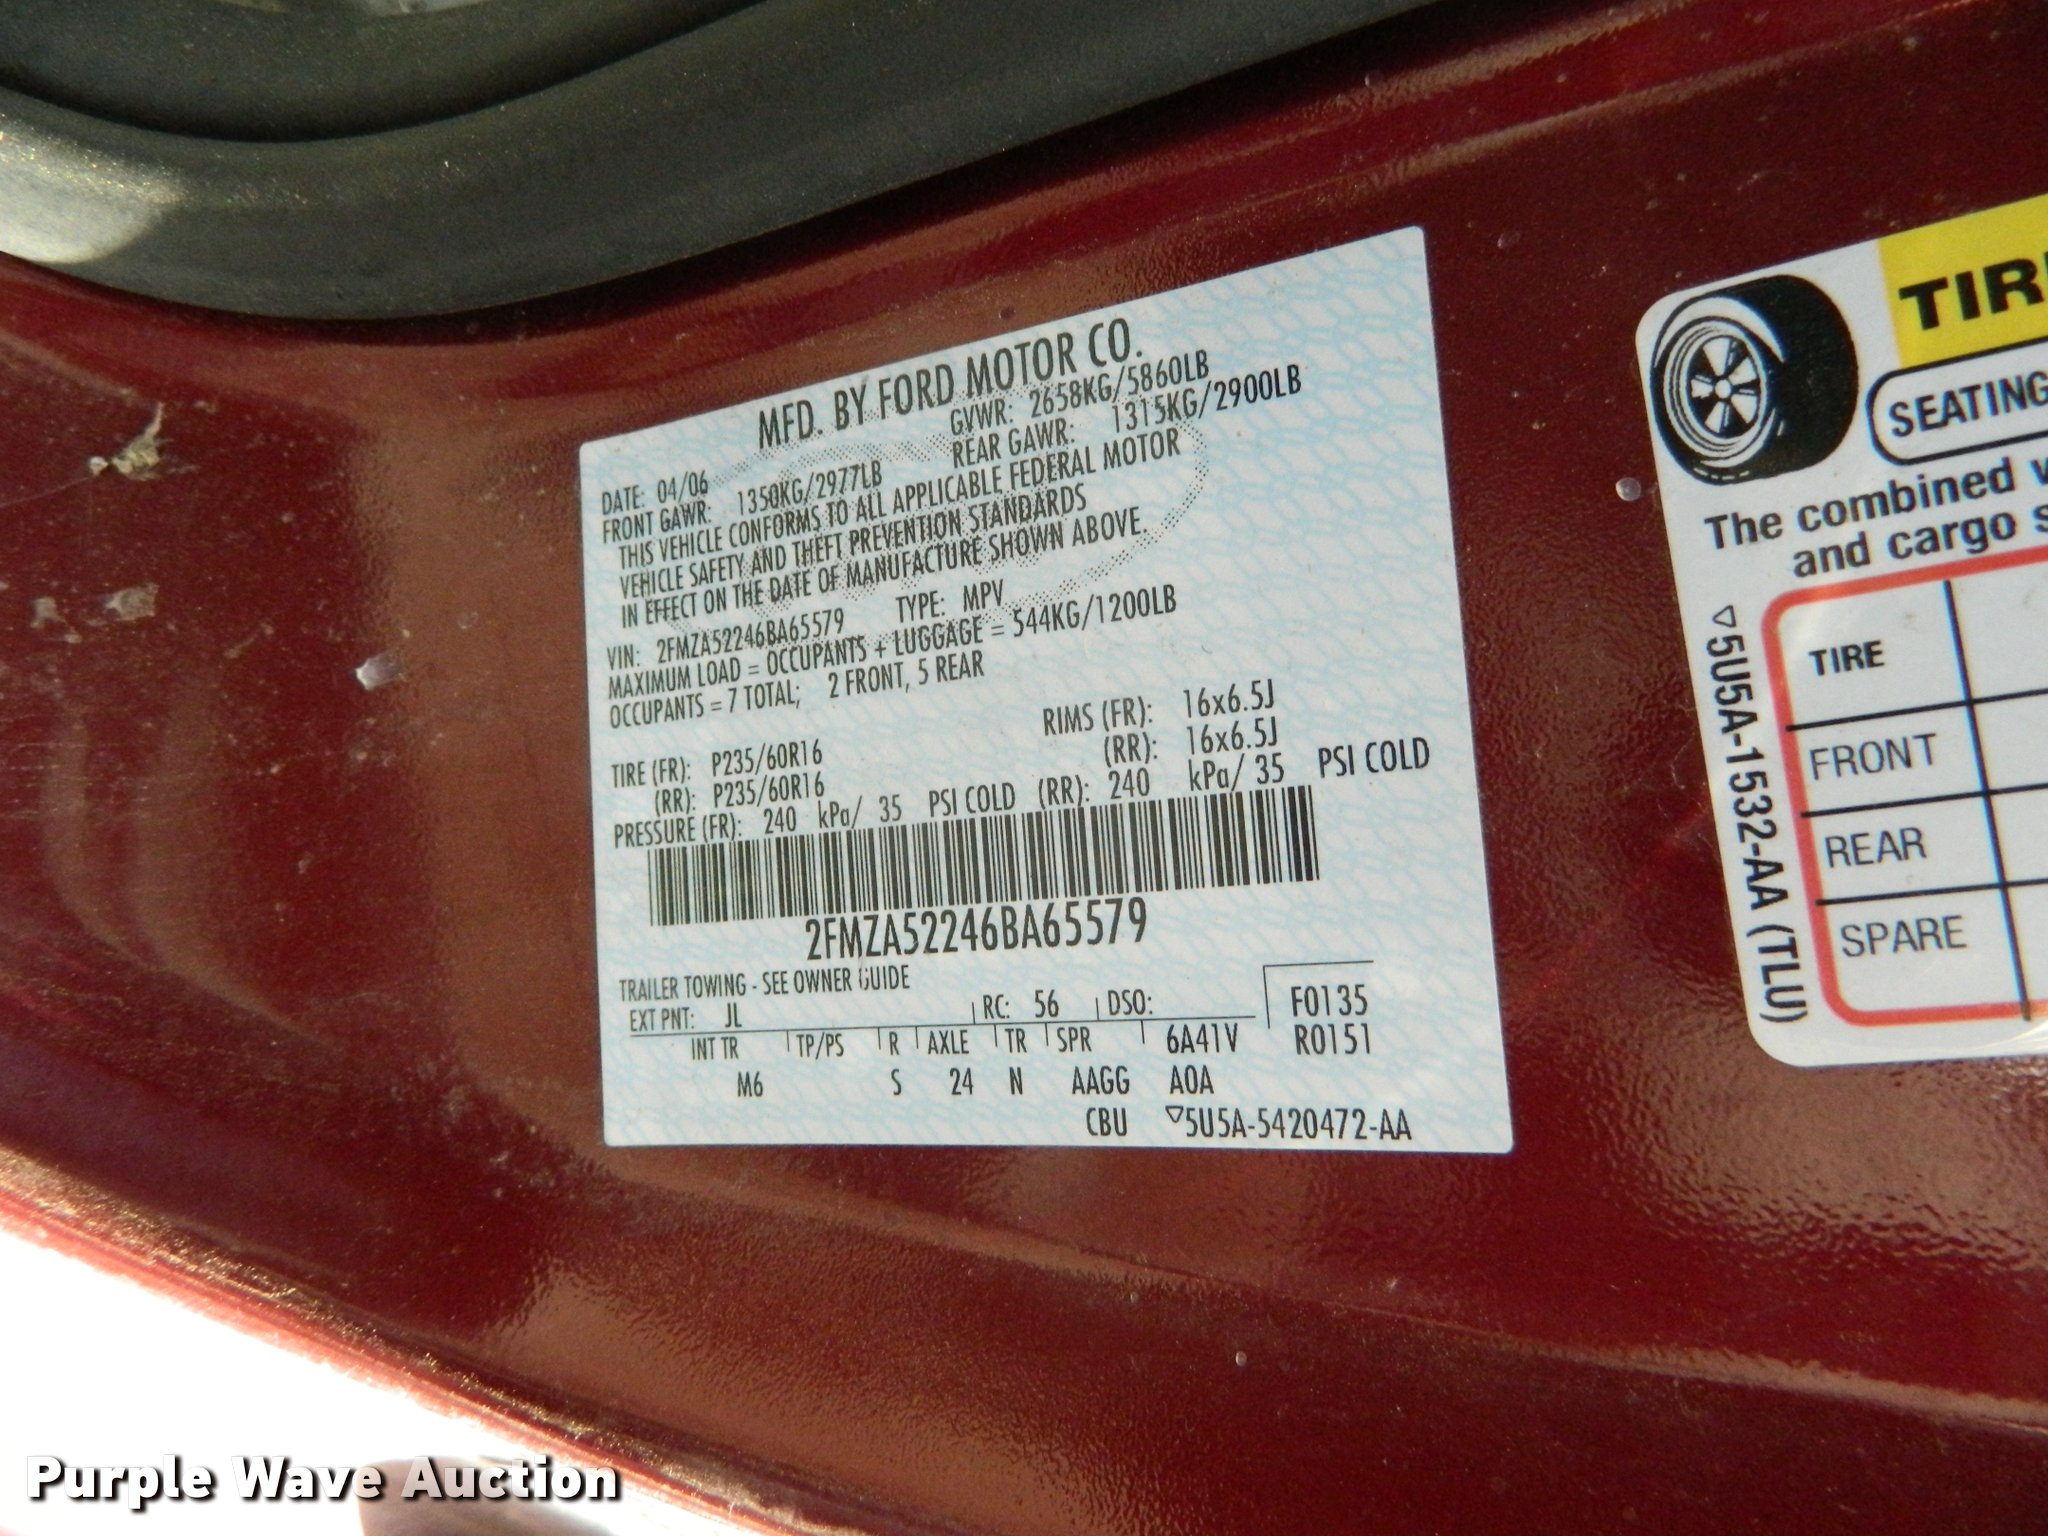 MFD. BY FORD MOTOR CO.
DATE: 04/06 GVWR: 2658KG/5860LB
FRONT GAWR: 1350KG/2977LB REAR GAWR: 1315KG/2900LB
THIS VEHICLE CONFORMS TO ALL APPLICABLE FEDERAL MOTOR
VEHICLE SAFETY AND THEFT PREVENTION STANDARDS
IN EFFECT ON THE DATE OF MANUFACTURE SHOWN ABOVE.
VIN: 2FMZA52246BA65579 TYPE: MPV
MAXIMUM LOAD = OCCUPANTS + LUGGAGE = 544KG/1200LB
OCCUPANTS = 7 TOTAL; 2 FRONT, 5 REAR
TIRE (FR): P235/60R16 RIMS (FR): 16x6.5J
(RR): P235/60R16 (RR): 16x6.5J
PRESSURE (FR): 240 kPa/ 35 PSI COLD (RR): 240 kPa/ 35 PSI COLD
2FMZA52246BA65579
TRAILER TOWING - SEE OWNER GUIDE
EXT PNT: JL RC: 56 DSO: F0135
INT TR TP/PS R AXLE TR SPR 6A41V R0151
M6 S 24 N AAGG A0A
CBU ▽5U5A-5420472-AA
TIR
SEATING
The combined
and cargo
TIRE
FRONT
REAR
SPARE
▽5U5A-1532-AA (TLU)
Purple Wave Auction